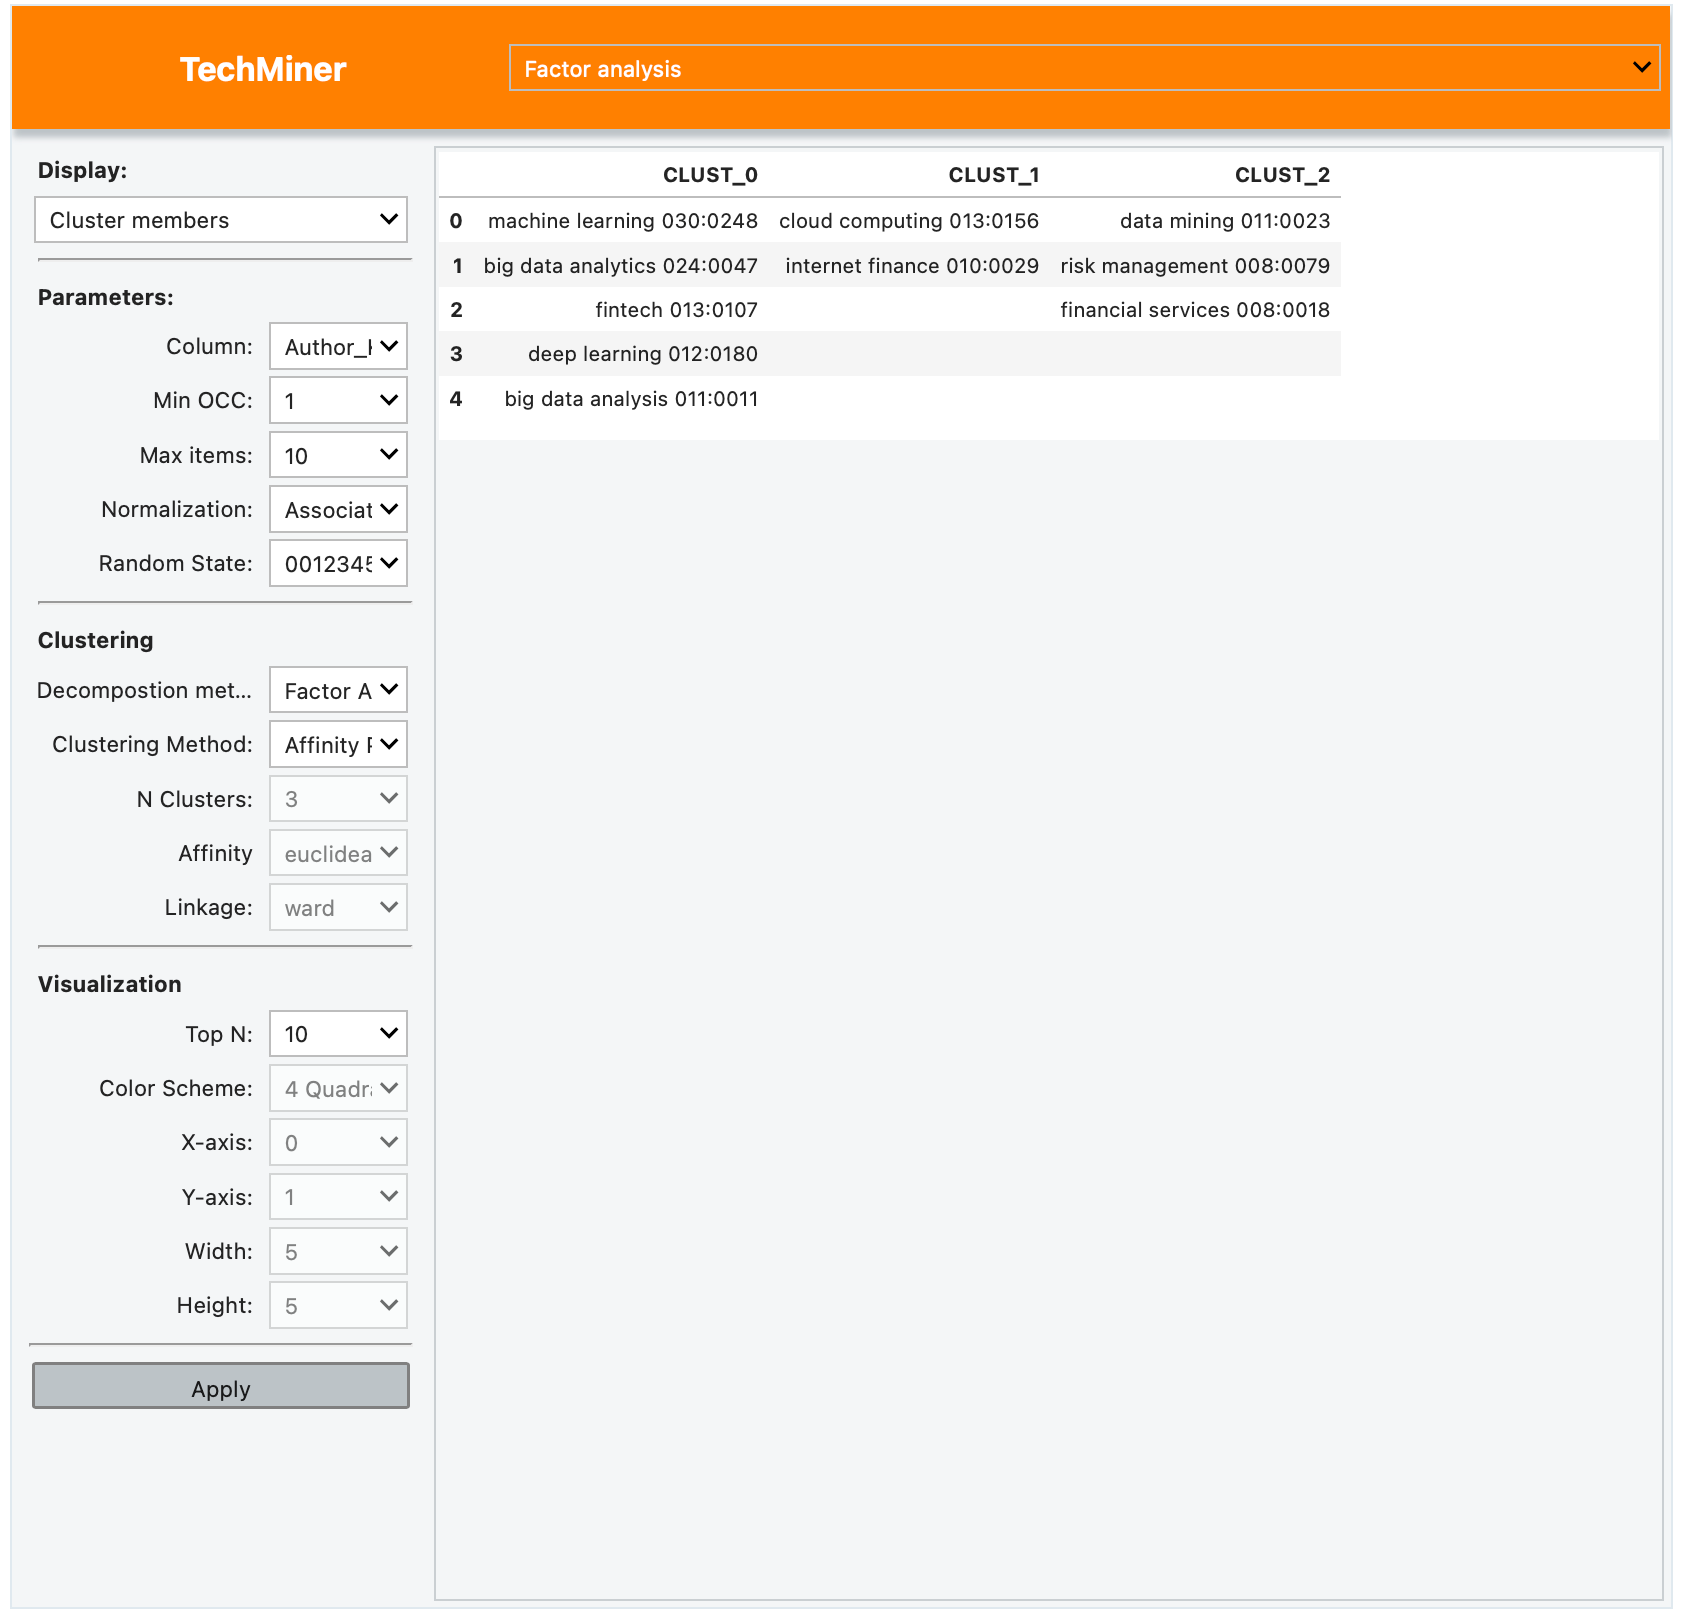 TechMiner
Factor analysis
Display:
Cluster members
Parameters:
Column: Author_
Min OCC: 1
Max items: 10
Normalization: Associat
Random State: 001234
Clustering
Decompostion met... Factor A
Clustering Method: Affinity
N Clusters: 3
Affinity euclidea
Linkage: ward
Visualization
Top N: 10
Color Scheme: 4 Quadr
X-axis: 0
Y-axis: 1
Width: 5
Height: 5
Apply
CLUST_0 CLUST_1 CLUST_2
0 machine learning 030:0248 cloud computing 013:0156 data mining 011:0023
1 big data analytics 024:0047 internet finance 010:0029 risk management 008:0079
2 fintech 013:0107 financial services 008:0018
3 deep learning 012:0180
4 big data analysis 011:0011